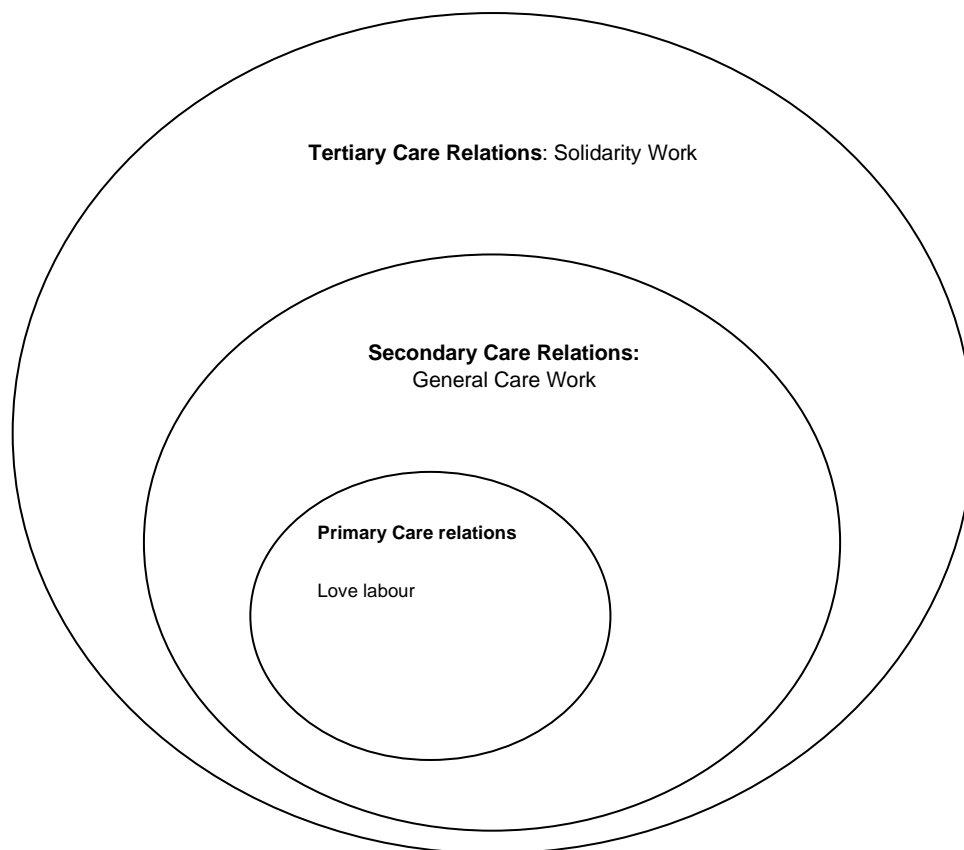 Tertiary Care Relations: Solidarity Work
Secondary Care Relations:
General Care Work
Primary Care relations
Love labour